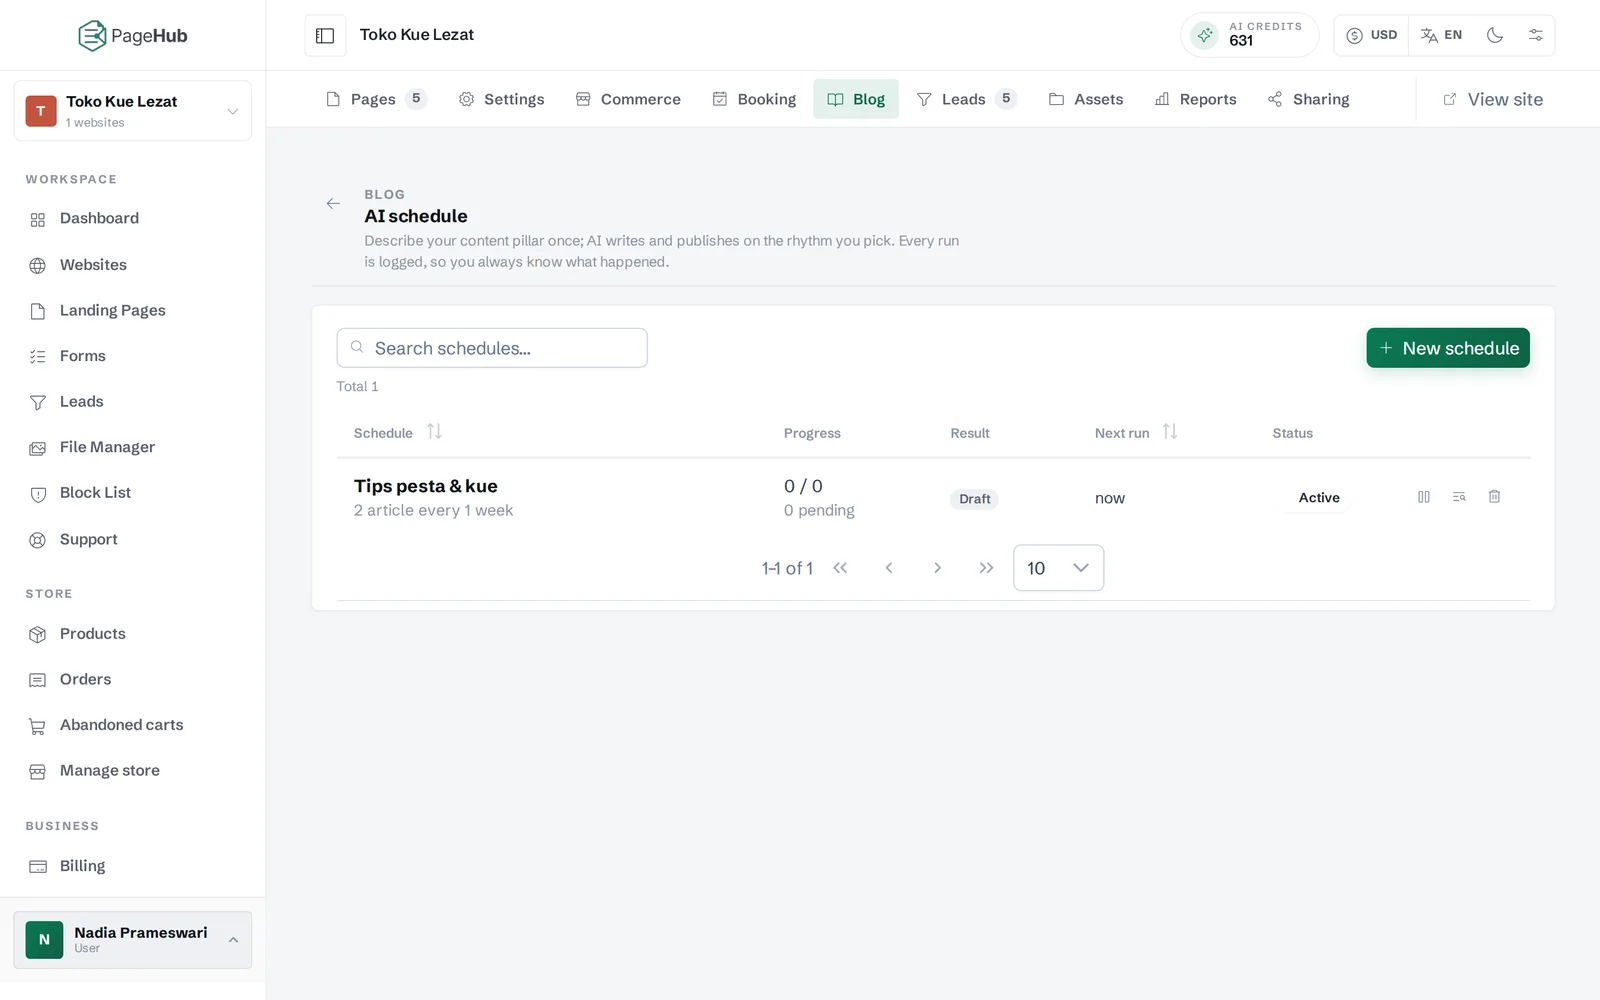 PageHub
Toko Kue Lezat
AI CREDITS
631
USD
EN
T
Toko Kue Lezat
1 websites
Pages 5
Settings
Commerce
Booking
Blog
Leads 5
Assets
Reports
Sharing
View site
WORKSPACE
Dashboard
Websites
Landing Pages
Forms
Leads
File Manager
Block List
Support
STORE
Products
Orders
Abandoned carts
Manage store
BUSINESS
Billing
N
Nadia Prameswari
User
BLOG
AI schedule
Describe your content pillar once; AI writes and publishes on the rhythm you pick. Every run
is logged, so you always know what happened.
Search schedules...
New schedule
Total 1
Schedule Progress Result Next run Status
Tips pesta & kue
2 article every 1 week
0 / 0
0 pending
Draft
now
Active
1-1 of 1
10